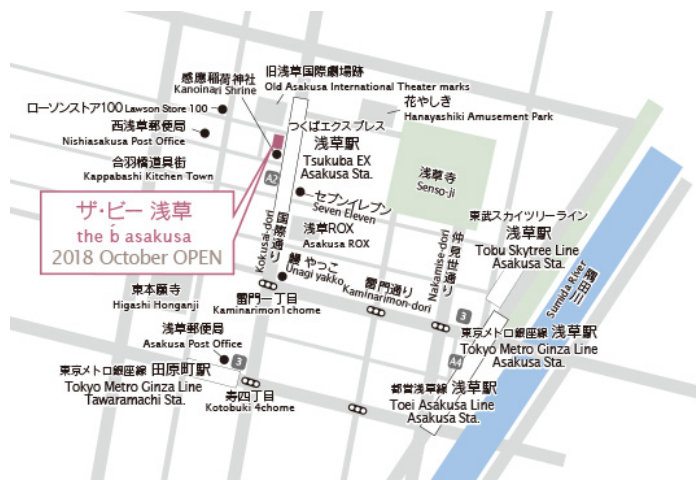 感應稲荷神社
Kanoinari Shrine
旧浅草国際劇場跡
Old Asakusa International Theater marks
ローソンストア100 Lawson Store 100
花やしき
Hanayashiki Amusement Park
西浅草郵便局
Nishiasakusa Post Office
つくばエクスプレス
浅草駅
Tsukuba EX
Asakusa Sta.
合羽橋道具街
Kappabashi Kitchen Town
浅草寺
Senso-ji
A2
セブンイレブン
Seven Eleven
ザ・ビー 浅草
the b asakusa
2018 October OPEN
国際通り
Kokusai-dori
浅草ROX
Asakusa ROX
仲見世通り
Nakamise-dori
東武スカイツリーライン
浅草駅
Tobu Skytree Line
Asakusa Sta.
隅田川
Sumida River
鰻 やっこ
Unagi yakko
雷門通り
Kaminarimon-dori
東本願寺
Higashi Honganji
雷門一丁目
Kaminarimon1chome
3
東京メトロ銀座線 浅草駅
Tokyo Metro Ginza Line
Asakusa Sta.
浅草郵便局
Asakusa Post Office
3
A4
東京メトロ銀座線 田原町駅
Tokyo Metro Ginza Line
Tawaramachi Sta.
寿四丁目
Kotobuki 4chome
都営浅草線 浅草駅
Toei Asakusa Line
Asakusa Sta.